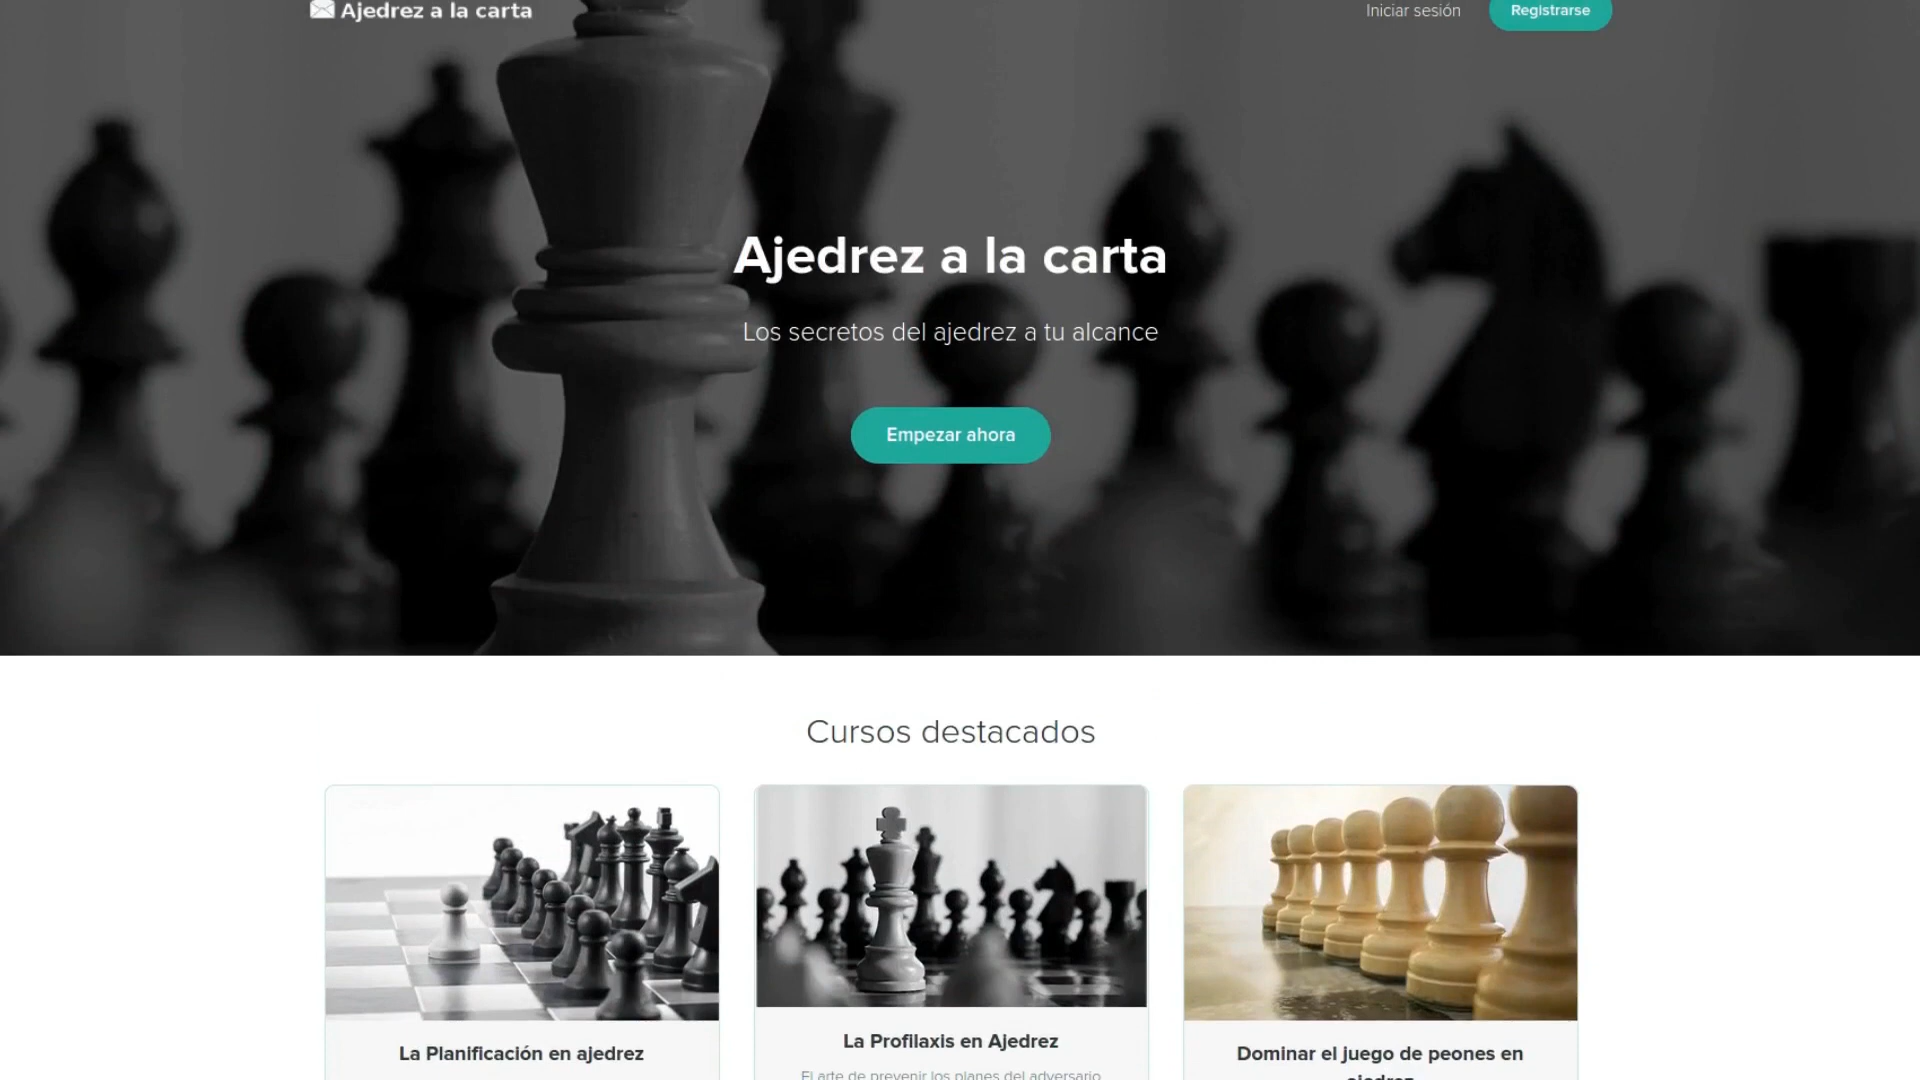 Ajedrez a la carta
Iniciar sesión
Registrarse
Ajedrez a la carta
Los secretos del ajedrez a tu alcance
Empezar ahora
Cursos destacados
La Planificación en ajedrez
La Profilaxis en Ajedrez
El arte de prevenir los planes del adversario
Dominar el juego de peones en
ajedrez